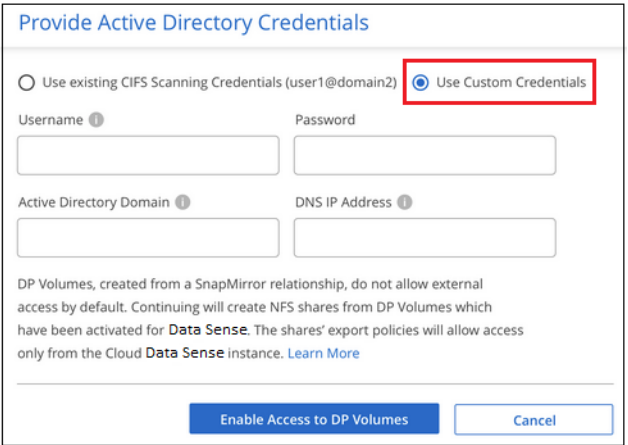 Provide Active Directory Credentials
Use existing CIFS Scanning Credentials (user1@domain2) Use Custom Credentials
Username Password
Active Directory Domain DNS IP Address
DP Volumes, created from a SnapMirror relationship, do not allow external
access by default. Continuing will create NFS shares from DP Volumes which
have been activated for Data Sense. The shares' export policies will allow access
only from the Cloud Data Sense instance. Learn More
Enable Access to DP Volumes Cancel